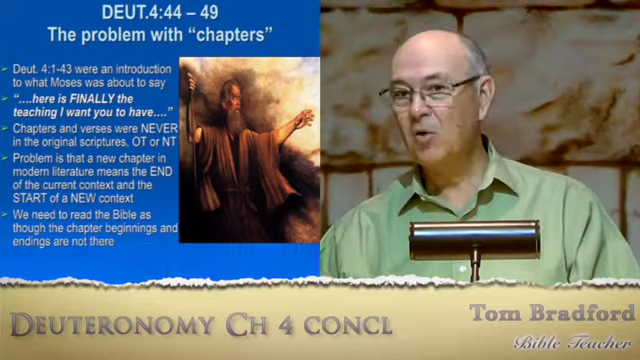 DEUT.4:44 – 49
The problem with “chapters”
Deut. 4:1-43 were an introduction
to what Moses was about to say
“....here is FINALLY the
teaching I want you to have....”
Chapters and verses were NEVER
in the original scriptures, OT or NT
Problem is that a new chapter in
modern literature means the END
of the current context and the
START of a NEW context
We need to read the Bible as
though the chapter beginnings and
endings are not there
DEUTERONOMY CH 4 CONCL
Tom Bradford
Bible Teacher